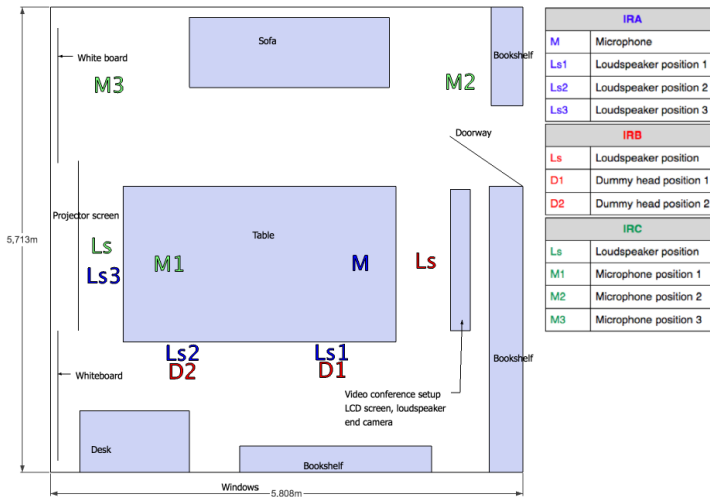 Sofa
Bookshelf
White board
M3
M2
Doorway
Projector screen
Table
5,713m
Ls
Ls3
M1
M
Ls
Ls2
D2
Ls1
D1
Bookshelf
Whiteboard
Video conference setup
LCD screen, loudspeaker
end camera
Desk
Bookshelf
Windows
5,808m
IRA
M Microphone
Ls1 Loudspeaker position 1
Ls2 Loudspeaker position 2
Ls3 Loudspeaker position 3
IRB
Ls Loudspeaker position
D1 Dummy head position 1
D2 Dummy head position 2
IRC
Ls Loudspeaker position
M1 Microphone position 1
M2 Microphone position 2
M3 Microphone position 3